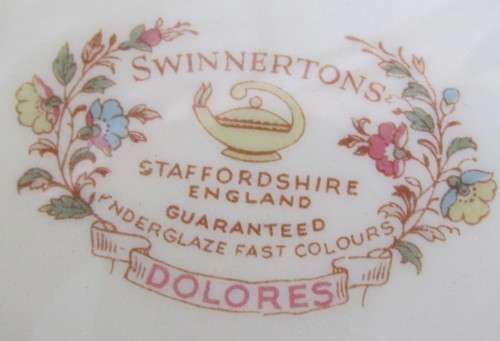 SWINNERTONS
STAFFORDSHIRE
ENGLAND
GUARANTEED
UNDERGLAZE FAST COLOURS
DOLORES